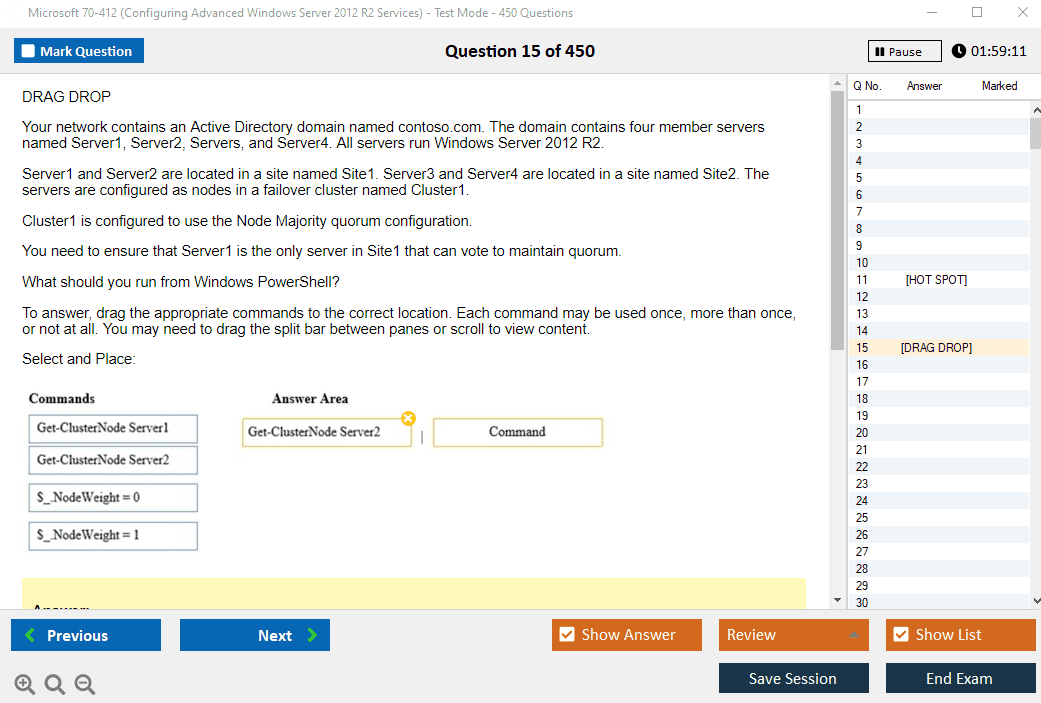 Microsoft 70-412 (Configuring Advanced Windows Server 2012 R2 Services) - Test Mode - 450 Questions
Mark Question
Question 15 of 450
Pause
01:59:11
DRAG DROP
Your network contains an Active Directory domain named contoso.com. The domain contains four member servers
named Server1, Server2, Servers, and Server4. All servers run Windows Server 2012 R2.
Server1 and Server2 are located in a site named Site1. Server3 and Server4 are located in a site named Site2. The
servers are configured as nodes in a failover cluster named Cluster1.
Cluster1 is configured to use the Node Majority quorum configuration.
You need to ensure that Server1 is the only server in Site1 that can vote to maintain quorum.
What should you run from Windows PowerShell?
To answer, drag the appropriate commands to the correct location. Each command may be used once, more than once,
or not at all. You may need to drag the split bar between panes or scroll to view content.
Select and Place:
Commands
Answer Area
Get-ClusterNode Server1
Get-ClusterNode Server2
$_.NodeWeight = 0
$_.NodeWeight = 1
Get-ClusterNode Server2 | Command
Q No. Answer Marked
1
2
3
4
5
6
7
8
9
10
11 [HOT SPOT]
12
13
14
15 [DRAG DROP]
16
17
18
19
20
21
22
23
24
25
26
27
28
29
30
Previous
Next
Show Answer
Review
Show List
Save Session
End Exam